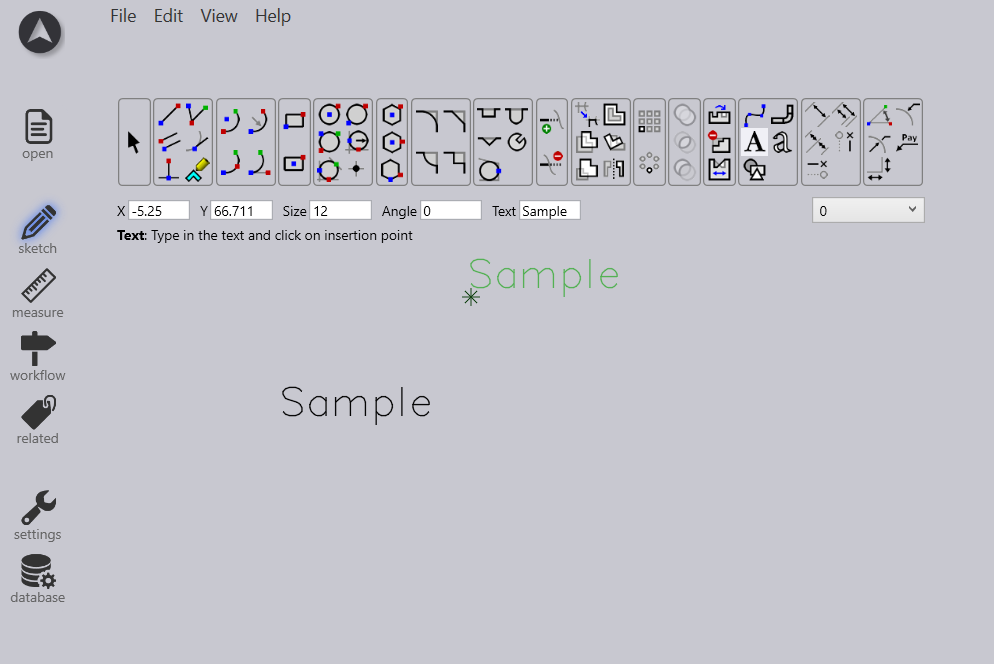 File Edit View Help
open
A a Pay
X -5.25 Y 66.711 Size 12 Angle 0 Text Sample 0
Text: Type in the text and click on insertion point
sketch
Sample
measure
workflow
Sample
related
settings
database